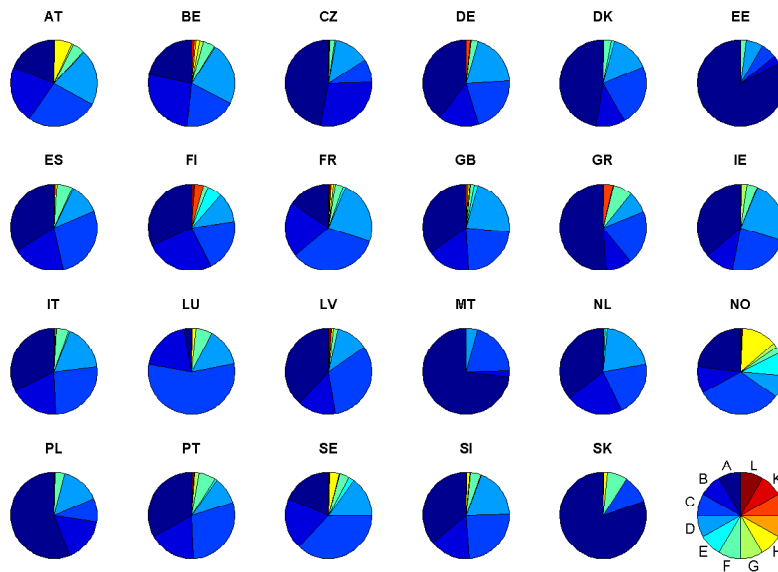 AT BE CZ DE DK EE
ES FI FR GB GR IE
IT LU LV MT NL NO
PL PT SE SI SK
A L
B K
C
D
E H
F G